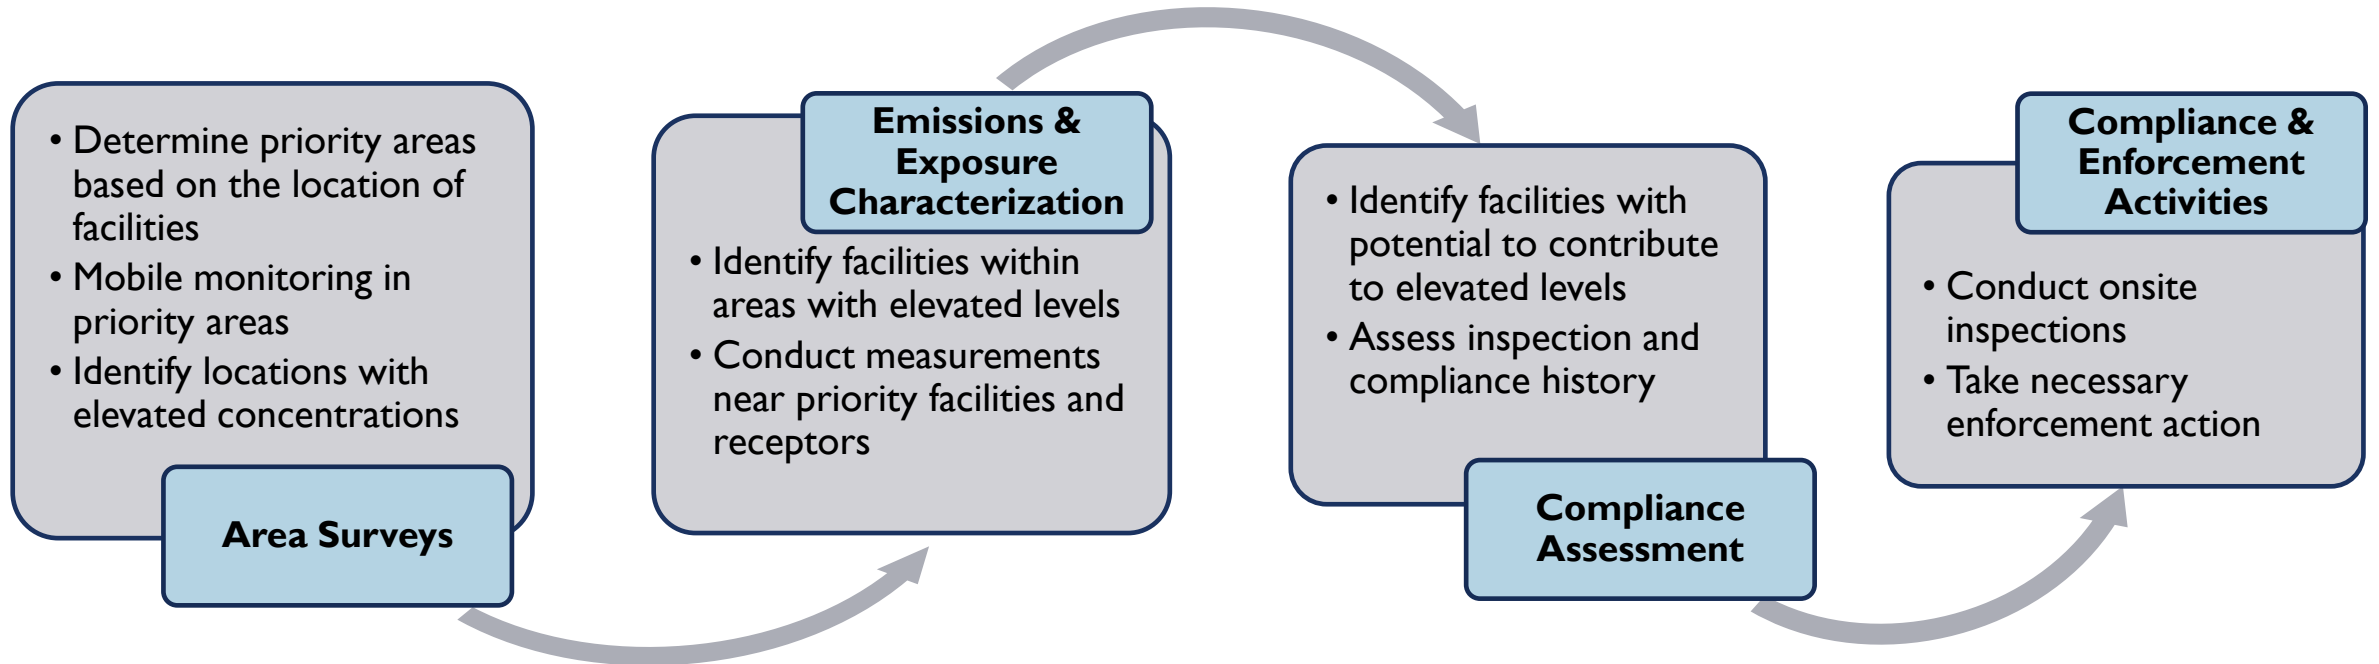 • Determine priority areas
based on the location of
facilities
• Mobile monitoring in
priority areas
• Identify locations with
elevated concentrations
Area Surveys
Emissions &
Exposure
Characterization
• Identify facilities within
areas with elevated levels
• Conduct measurements
near priority facilities and
receptors
• Identify facilities with
potential to contribute
to elevated levels
• Assess inspection and
compliance history
Compliance
Assessment
Compliance &
Enforcement
Activities
• Conduct onsite
inspections
• Take necessary
enforcement action